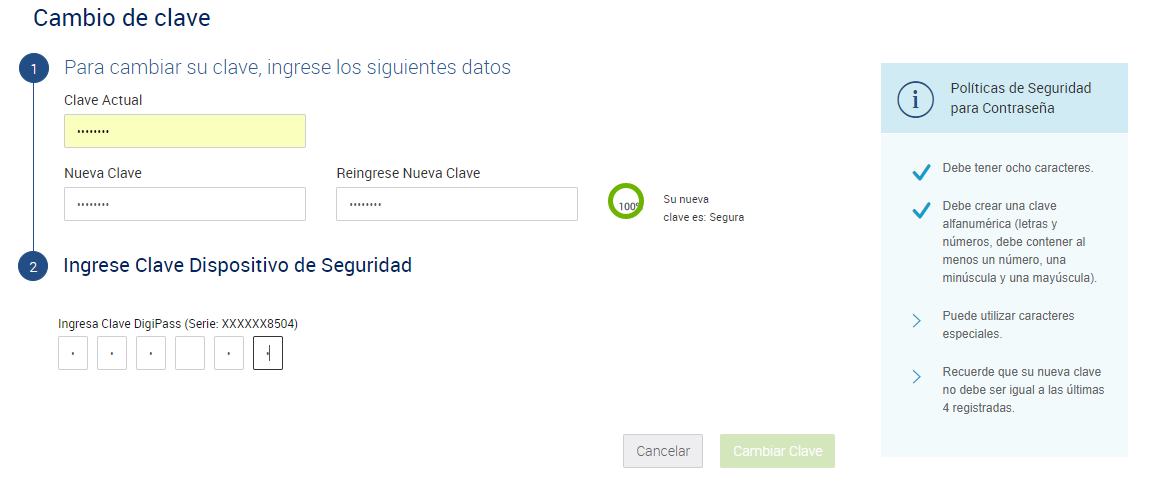 Cambio de clave
1
Para cambiar su clave, ingrese los siguientes datos
Clave Actual
••••••••
Nueva Clave
Reingrese Nueva Clave
••••••••
••••••••
100%
Su nueva
clave es: Segura
2
Ingrese Clave Dispositivo de Seguridad
Ingresa Clave DigiPass (Serie: XXXXXX8504)
• • • • •
Cancelar
Cambiar Clave
i
Políticas de Seguridad
para Contraseña
Debe tener ocho caracteres.
Debe crear una clave
alfanumérica (letras y
números, debe contener al
menos un número, una
minúscula y una mayúscula).
Puede utilizar caracteres
especiales.
Recuerde que su nueva clave
no debe ser igual a las últimas
4 registradas.